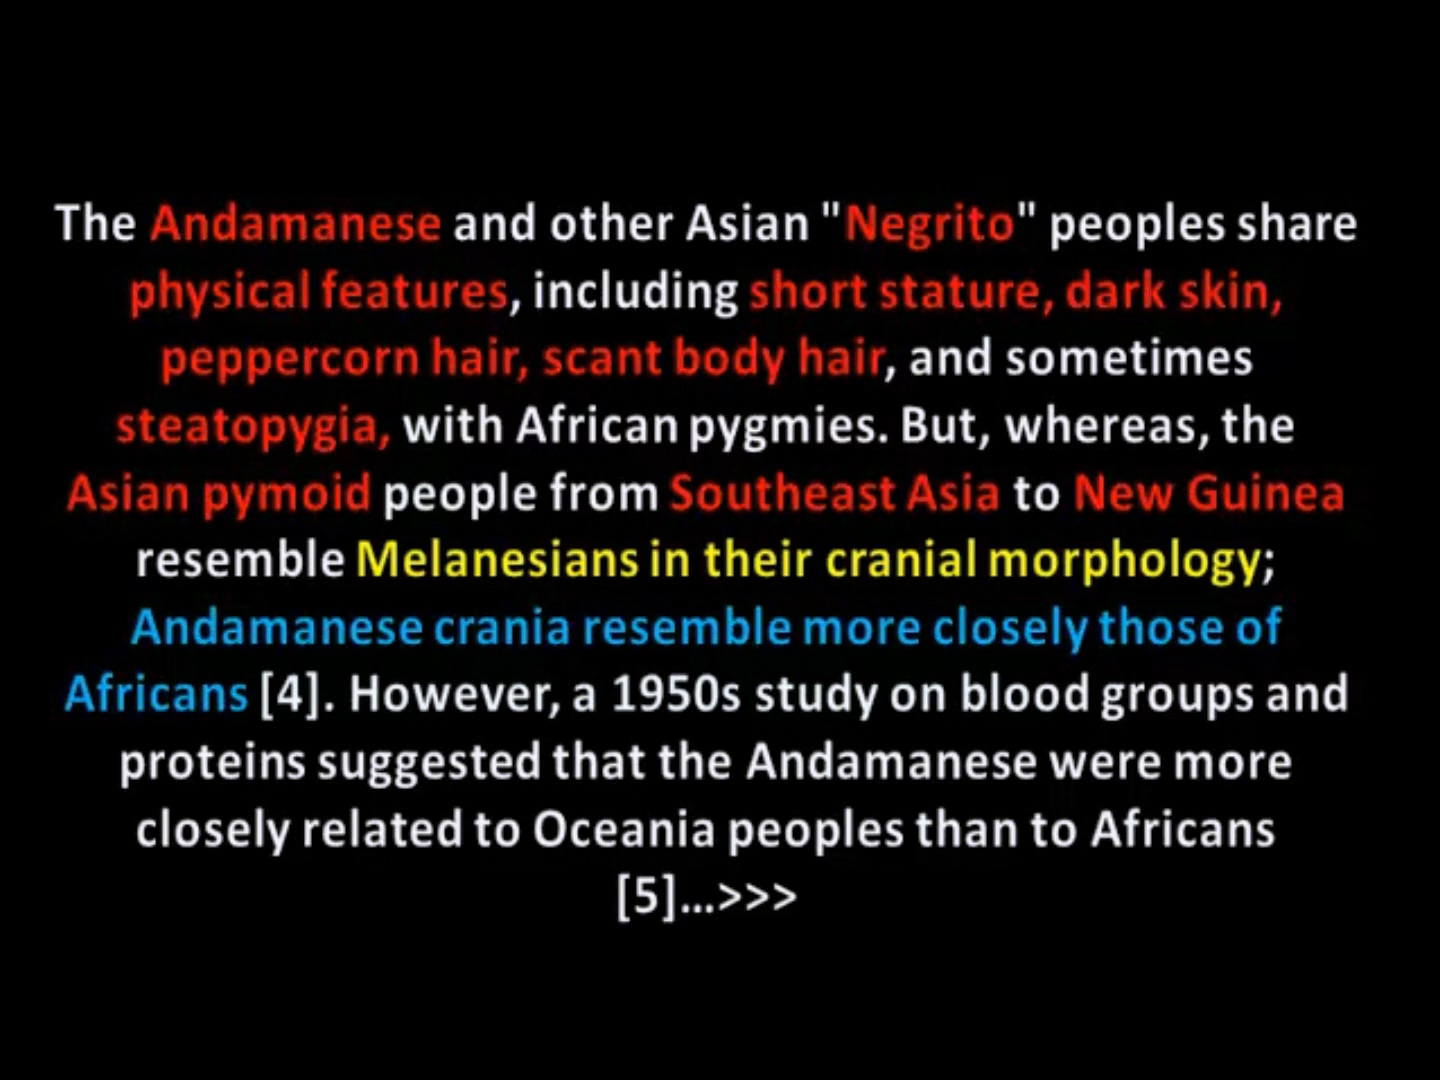 The Andamanese and other Asian "Negrito" peoples share
physical features, including short stature, dark skin,
peppercorn hair, scant body hair, and sometimes
steatopygia, with African pygmies. But, whereas, the
Asian pymoid people from Southeast Asia to New Guinea
resemble Melanesians in their cranial morphology;
Andamanese crania resemble more closely those of
Africans [4]. However, a 1950s study on blood groups and
proteins suggested that the Andamanese were more
closely related to Oceania peoples than to Africans
[5]...>>>